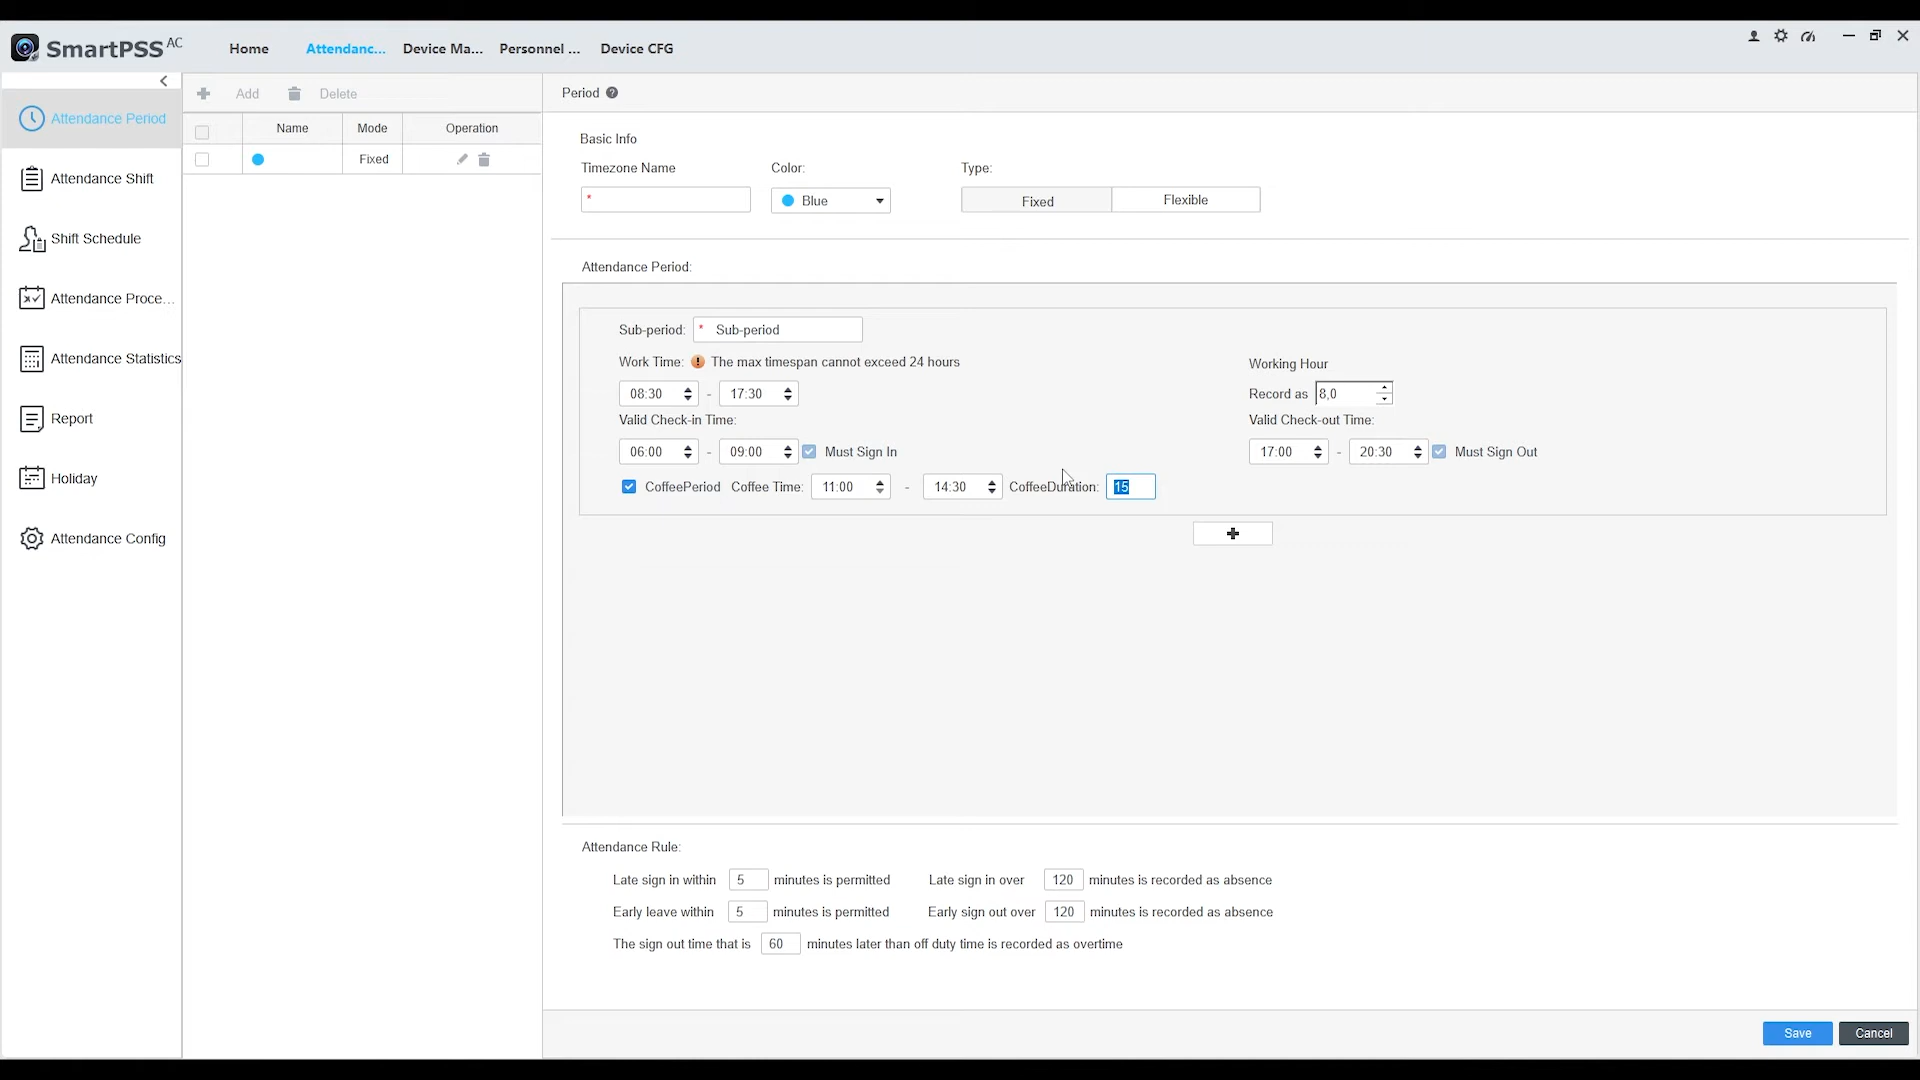 SmartPSS AC
Home Attendanc... Device Ma... Personnel ... Device CFG
Attendance Period
Attendance Shift
Shift Schedule
Attendance Proce...
Attendance Statistics
Report
Holiday
Attendance Config
Add Delete
Name Mode Operation
Fixed
Period
Basic Info
Timezone Name Color: Type:
* Blue Fixed Flexible
Attendance Period:
Sub-period: * Sub-period
Work Time: The max timespan cannot exceed 24 hours Working Hour
08:30 - 17:30 Record as 8,0
Valid Check-in Time: Valid Check-out Time:
06:00 - 09:00 Must Sign In 17:00 - 20:30 Must Sign Out
CoffeePeriod Coffee Time: 11:00 - 14:30 CoffeeDuration: 15
Attendance Rule:
Late sign in within 5 minutes is permitted Late sign in over 120 minutes is recorded as absence
Early leave within 5 minutes is permitted Early sign out over 120 minutes is recorded as absence
The sign out time that is 60 minutes later than off duty time is recorded as overtime
Save Cancel